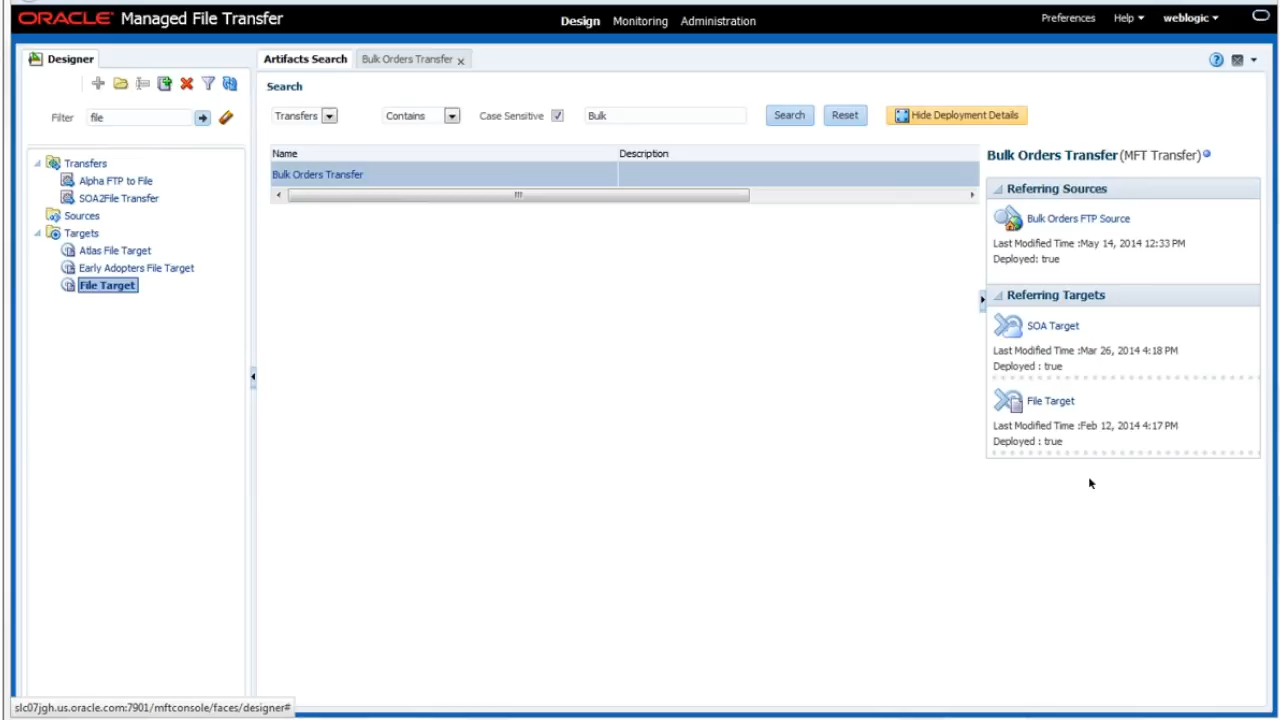 ORACLE® Managed File Transfer
Design Monitoring Administration
Preferences Help weblogic
Designer
Filter file
Transfers
Alpha FTP to File
SOA2File Transfer
Sources
Targets
Atlas File Target
Early Adopters File Target
File Target
Artifacts Search Bulk Orders Transfer
Search
Transfers Contains Case Sensitive Bulk Search Reset Hide Deployment Details
Name Description
Bulk Orders Transfer
Bulk Orders Transfer (MFT Transfer)
Referring Sources
Bulk Orders FTP Source
Last Modified Time :May 14, 2014 12:33 PM
Deployed: true
Referring Targets
SOA Target
Last Modified Time :Mar 26, 2014 4:18 PM
Deployed : true
File Target
Last Modified Time :Feb 12, 2014 4:17 PM
Deployed : true
slc07jgh.us.oracle.com:7901/mftconsole/faces/designer#